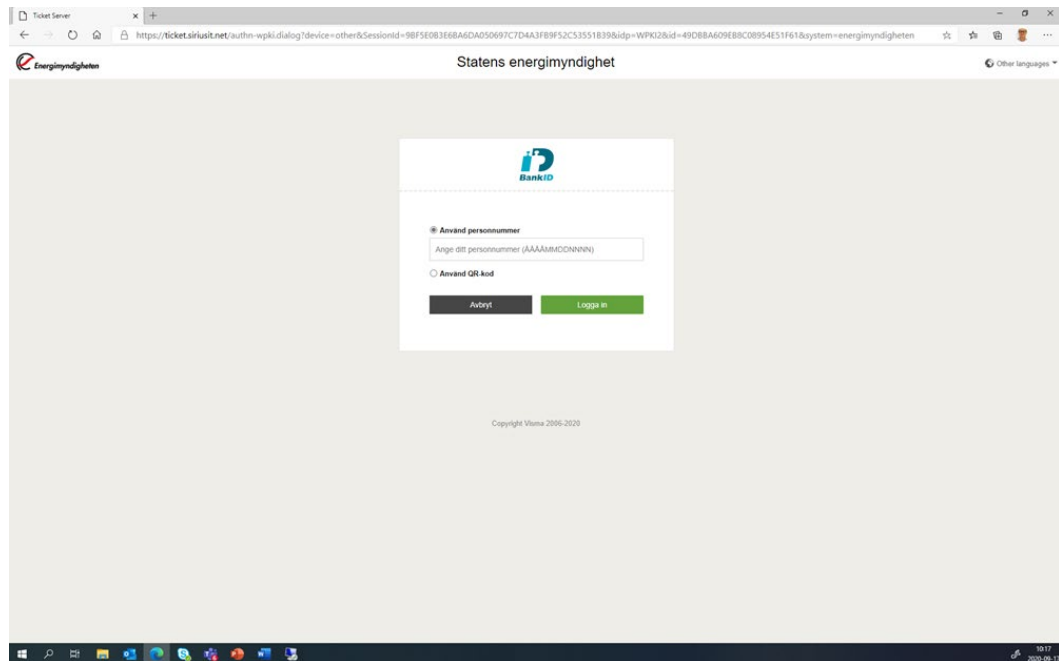 Ticket Server
https://ticket.siriusit.net/authn-wpki.dialog?device=other&SessionId=9BF5E0B3E6BA6DA050697C7D4A3FB9F52C53551B39&idp=WPKI2&id=49DBBA609EB8C08954E51F61&system=energimyndigheten
Energimyndigheten
Statens energimyndighet
Other languages
BankID
Använd personnummer
Ange ditt personnummer (ÅÅÅÅMMDDNNNN)
Använd QR-kod
Avbryt
Logga in
Copyright Visma 2006-2020
10:17